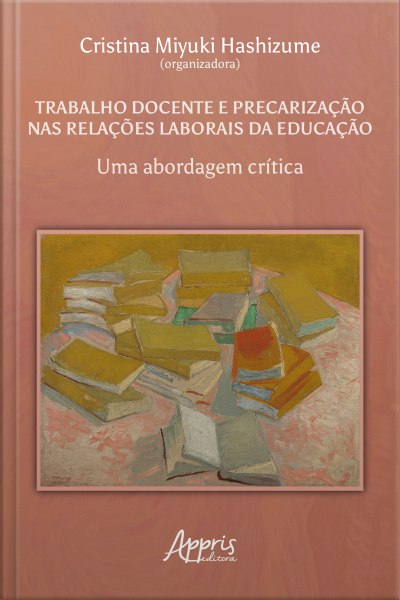 Cristina Miyuki Hashizume
(organizadora)
TRABALHO DOCENTE E PRECARIZAÇÃO
NAS RELAÇÕES LABORAIS DA EDUCAÇÃO
Uma abordagem crítica
Appris
editora